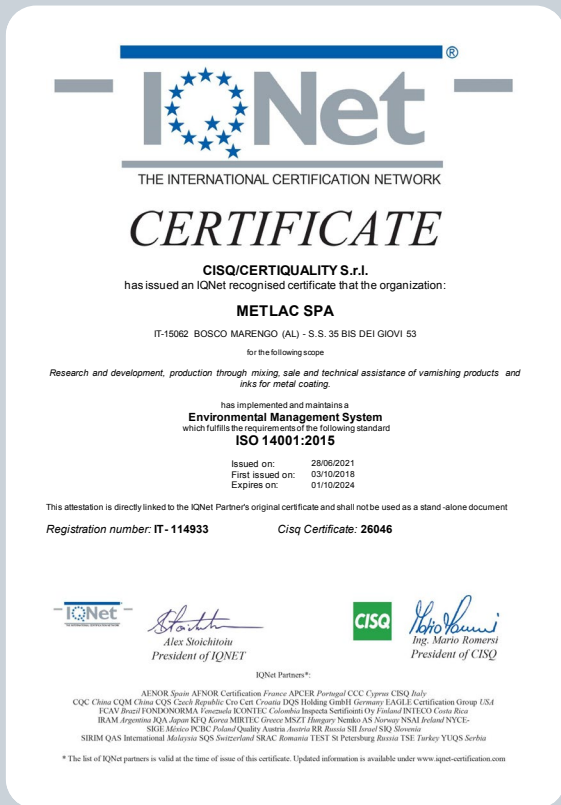 IQNet ®
THE INTERNATIONAL CERTIFICATION NETWORK
CERTIFICATE
CISQ/CERTIQUALITY S.r.l.
has issued an IQNet recognised certificate that the organization:
METLAC SPA
IT-15062 BOSCO MARENGO (AL) - S.S. 35 BIS DEI GIOVI 53
for the following scope
Research and development, production through mixing, sale and technical assistance of varnishing products and
inks for metal coating.
has implemented and maintains a
Environmental Management System
which fulfills the requirements of the following standard
ISO 14001:2015
Issued on: 28/06/2021
First issued on: 03/10/2018
Expires on: 01/10/2024
This attestation is directly linked to the IQNet Partner's original certificate and shall not be used as a stand -alone document
Registration number: IT - 114933 Cisq Certificate: 26046
IQNet
THE INTERNATIONAL CERTIFICATION NETWORK
CISQ
Alex Stoichitoiu
President of IQNET
Ing. Mario Romersi
President of CISQ
IQNet Partners*:
AENOR Spain AFNOR Certification France APCER Portugal CCC Cyprus CISQ Italy
CQC China CQM China CQS Czech Republic Cro Cert Croatia DQS Holding GmbH Germany EAGLE Certification Group USA
FCAV Brazil FONDONORMA Venezuela ICONTEC Colombia Inspecta Sertifiointi Oy Finland INTECO Costa Rica
IRAM Argentina JQA Japan KFQ Korea MIRTEC Greece MSZT Hungary Nemko AS Norway NSAI Ireland NYCE-
SIGE México PCBC Poland Quality Austria Austria RR Russia SII Israel SIQ Slovenia
SIRIM QAS International Malaysia SQS Switzerland SRAC Romania TEST St Petersburg Russia TSE Turkey YUQS Serbia
* The list of IQNet partners is valid at the time of issue of this certificate. Updated information is available under www.iqnet-certification.com